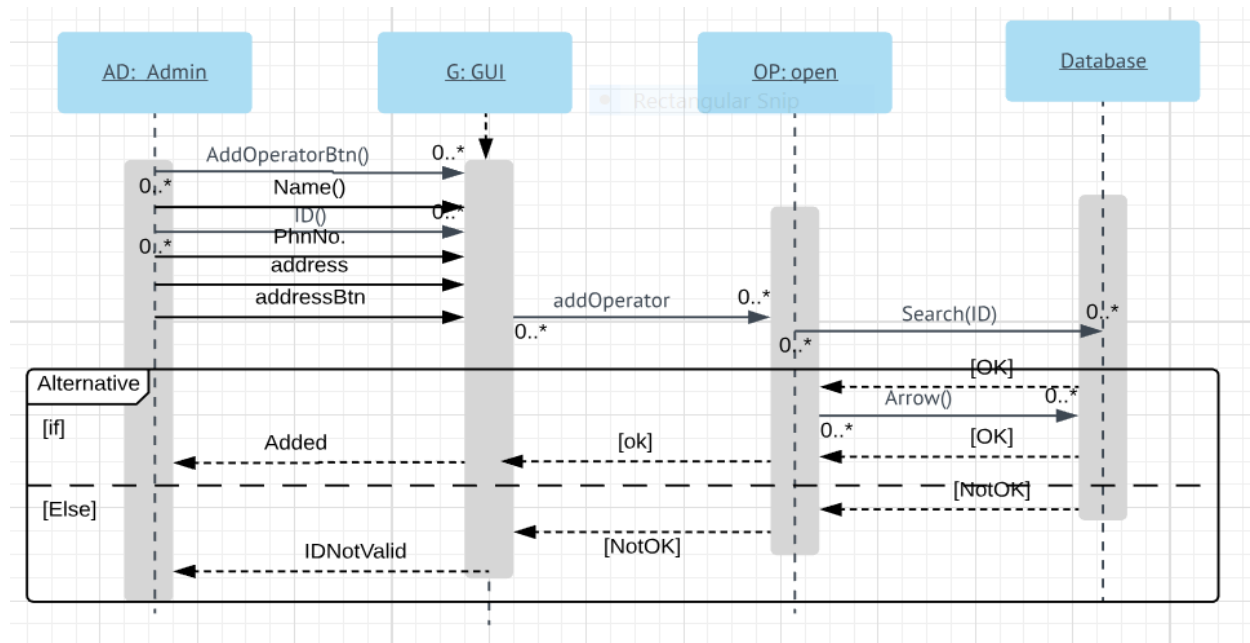 AD: Admin
G: GUI
OP: open
Database
Rectangular Snip
AddOperatorBtn()
0..*
0..*
Name()
0..*
ID()
PhnNo.
0..*
address
addressBtn
addOperator
0..*
0..*
Search(ID)
0..*
0..*
Alternative
[OK]
Arrow()
0..*
[if]
0..*
Added
[ok]
[OK]
[NotOK]
[Else]
[NotOK]
IDNotValid